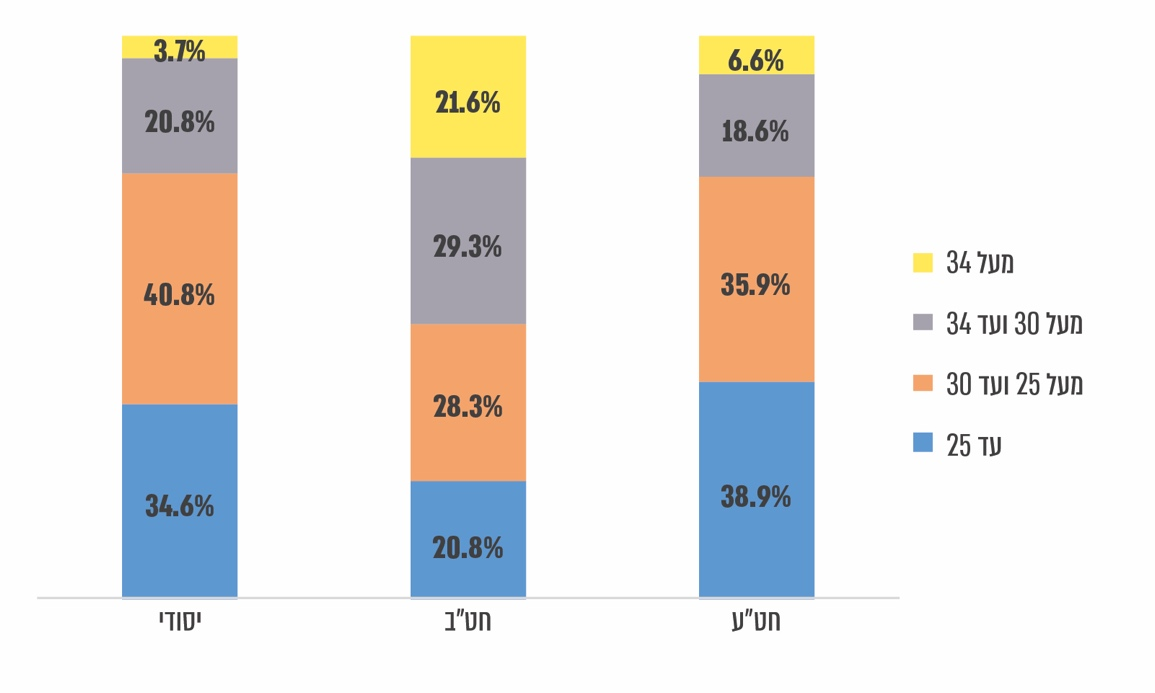 3.7%
20.8%
40.8%
34.6%
21.6%
29.3%
28.3%
20.8%
6.6%
18.6%
35.9%
38.9%
יסודי
חט"ב
חט"ע
מעל 34
מעל 30 ועד 34
מעל 25 ועד 30
עד 25